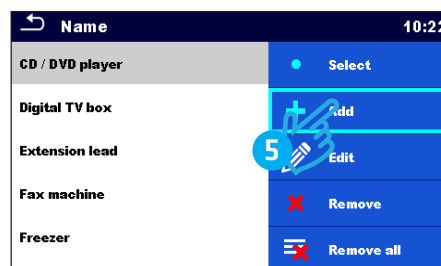 Name 10:22
CD / DVD player
Select
Digital TV box
Add
Extension lead
5
Edit
Fax machine
Remove
Freezer
Remove all